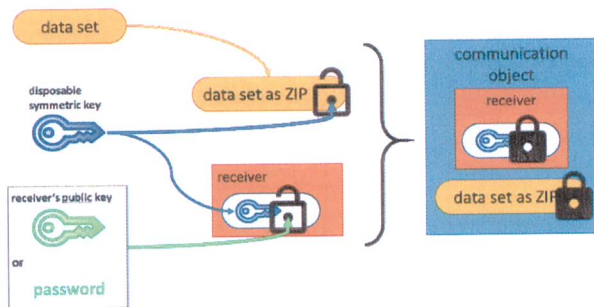 data set
data set as ZIP
disposable
symmetric key
receiver
receiver's public key
or
password
communication
object
receiver
data set as ZIP